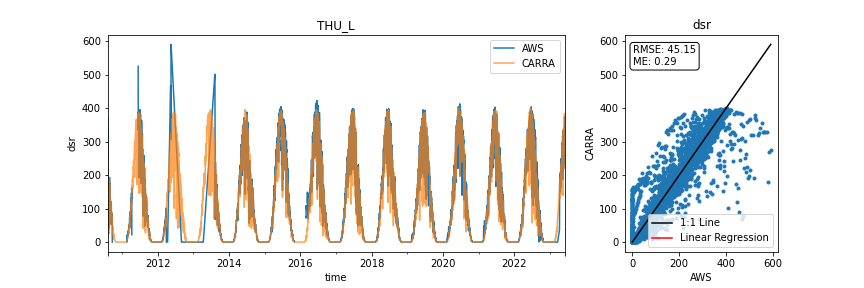 THU_L
dsr
600
500
400
300
200
100
0
dsr
2012
2014
2016
2018
2020
2022
time
AWS
CARRA
dsr
600
500
400
300
200
100
0
CARRA
RMSE: 45.15
ME: 0.29
1:1 Line
Linear Regression
0
200
400
600
AWS